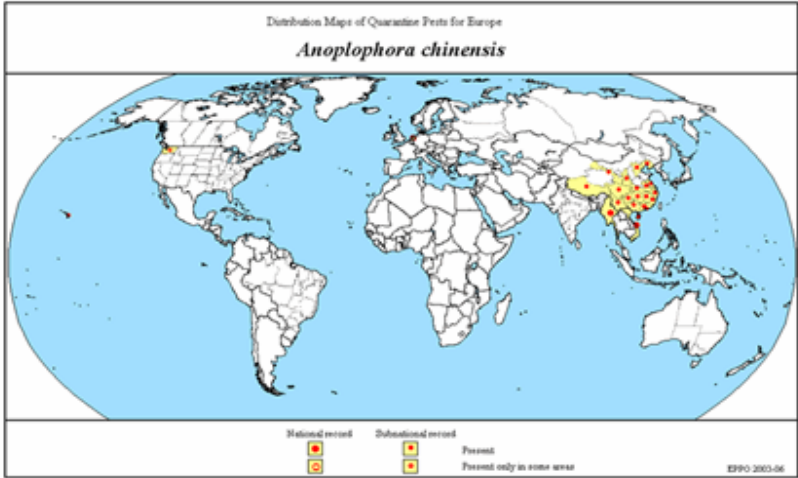 Distribution Maps of Quarantine Pests for Europe
Anoplophora chinensis
National record Subnational record
Present
Present only in some areas
EPPO 2003-06